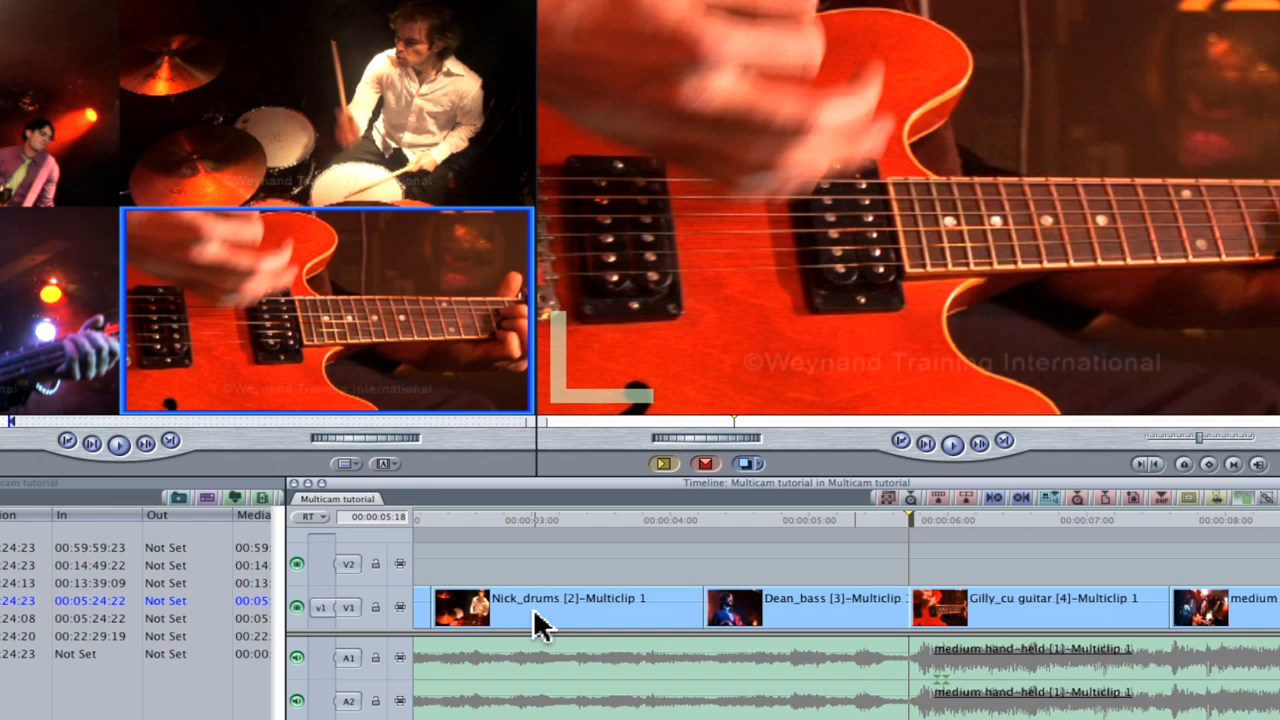 ©Weynand Training International
©Weynand Training International
©Weynand Training International
cam tutorial
Timeline: Multicam tutorial in Multicam tutorial
Multicam tutorial
ion In Out Media
RT 00:00:05:18 00:00:03:00 00:00:04:00 00:00:05:00 00:00:06:00 00:00:07:00 00:00:08:00
:24:23 00:59:59:23 Not Set 00:59:
:24:23 00:14:49:22 Not Set 00:14:
:24:13 00:13:39:09 Not Set 00:13:
:24:23 00:05:24:22 Not Set 00:05:
:24:08 00:05:24:22 Not Set 00:05:
:24:20 00:22:29:19 Not Set 00:22:
:24:23 Not Set Not Set 00:00:
V2
v1 V1 Nick_drums [2]-Multiclip 1 Dean_bass [3]-Multiclip Gilly_cu guitar [4]-Multiclip 1 medium
A1 medium hand-held [1]-Multiclip 1
A2 medium hand-held [1]-Multiclip 1